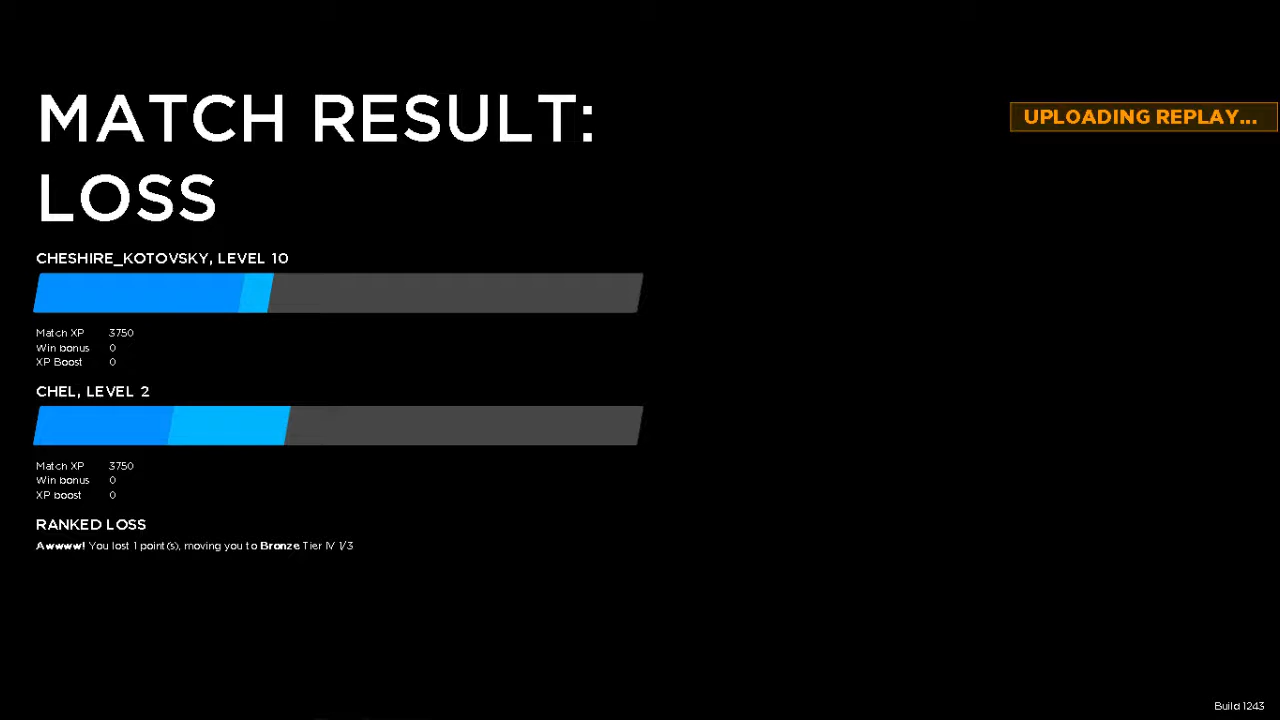 MATCH RESULT:
LOSS
UPLOADING REPLAY...
CHESHIRE_KOTOVSKY, LEVEL 10
Match XP 3750
Win bonus 0
XP Boost 0
CHEL, LEVEL 2
Match XP 3750
Win bonus 0
XP boost 0
RANKED LOSS
Awwww! You lost 1 point(s), moving you to Bronze Tier IV 1/3
Build 1243